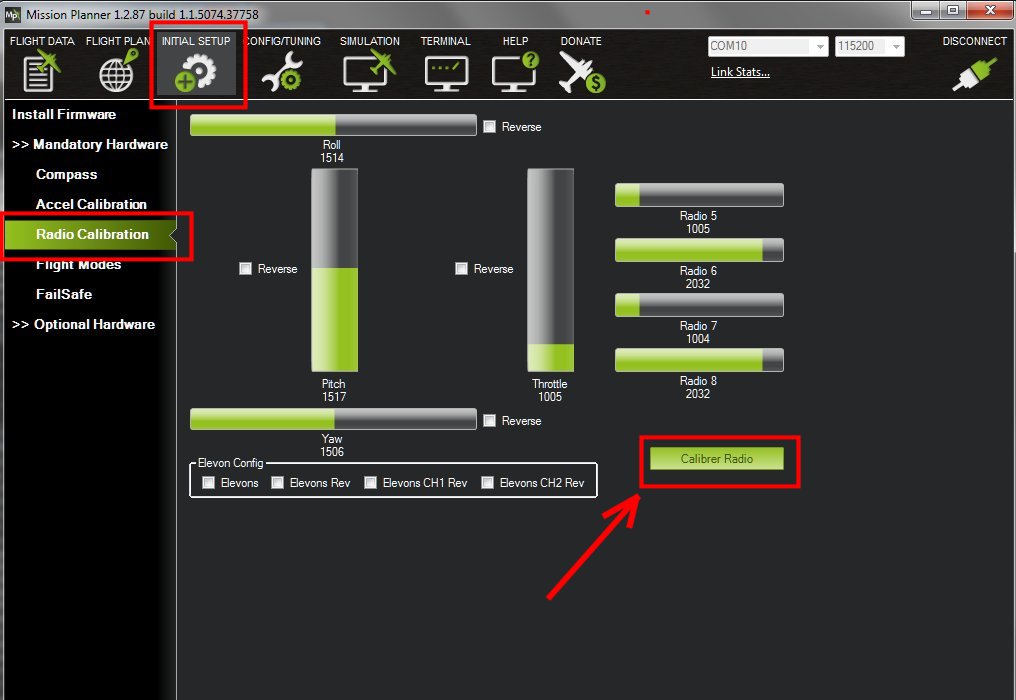 Mission Planner 1.2.87 build 1.1.5074.37758
FLIGHT DATA FLIGHT PLAN INITIAL SETUP CONFIG/TUNING SIMULATION TERMINAL HELP DONATE COM10 115200 DISCONNECT
Link Stats...
Install Firmware
>> Mandatory Hardware
Compass
Accel Calibration
Radio Calibration
Flight Modes
FailSafe
>> Optional Hardware
Reverse
Roll
1514
Reverse
Pitch
1517
Reverse
Throttle
1005
Radio 5
1005
Radio 6
2032
Radio 7
1004
Radio 8
2032
Reverse
Yaw
1506
Elevon Config
Elevons Elevons Rev Elevons CH1 Rev Elevons CH2 Rev
Calibrer Radio